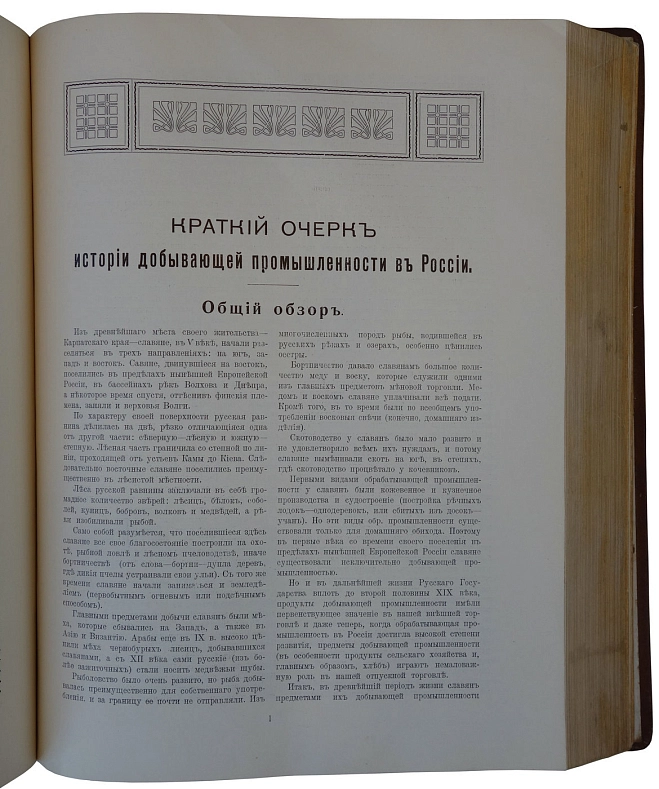 КРАТКІЙ ОЧЕРКЪ
исторіи добывающей промышленности въ Россіи.
Общій обзоръ.
Изъ древнѣйшаго мѣста своего жительство—
Карпатскаго края—славяне, въ V вѣкѣ, начали раз-
селяться въ трехъ направленіяхъ: на югъ, за-
падъ и востокъ. Савяне, двинувшіеся на востокъ,
поселились въ предѣлахъ нынѣшней Европейской
Россіи, въ бассейнахъ рѣкъ Волхова и Днѣпра,
а нѣкоторое время спустя, оттѣснивъ финскія пле-
мена, заняли и верховья Волги.
По характеру своей поверхности русская рав-
нина дѣлилась на двѣ, рѣзко отличающіяся одна
отъ другой части: сѣверную—лѣсную и южную—
степную. Лѣсная часть граничила со степной по ли-
ніи, проходящей отъ устьевъ Камы до Кіева. Слѣ-
довательно восточные славяне поселились преиму-
щественно въ лѣсистой мѣстности.
Лѣса русской равнины заключали въ себѣ гро-
мадное количество звѣрей: лѣсицъ, бѣлокъ, собо-
лей, куницъ, бобровъ, волковъ и медвѣдей, а рѣ-
ки изобиловали рыбой.
Само собой разумѣется, что поселившіеся здѣсь
славяне все свое благосостояніе построили на охо-
тѣ, рыбной ловлѣ и лѣсномъ пчеловодствѣ, иначе
бортничествѣ (отъ слова—борти—дупла деревъ,
гдѣ дикія пчелы устраивали свои ульи). Съ того же
времени славяне начали заниматься и земледѣ-
ліемъ (первобытнымъ огневымъ или подсѣчнымъ
способомъ).
Главными предметами добычи славянъ были мѣ-
ха, которые сбывались на Западъ, а также въ
Азію и Византію. Арабы еще въ IX в. высоко цѣ-
нили мѣха чернобурыхъ лисицъ, добывавшихся
славянами, а съ XII вѣка сами русскіе (изъ бо-
лѣе зажиточныхъ) стали носить медвѣжьи шубы.
Рыболовство было очень развито, но рыба добы-
валась преимущественно для собственнаго употре-
бленія, и за границу ее почти не отправляли. Изъ
многочисленныхъ породъ рыбы, водившейся въ
русскихъ рѣкахъ и озерахъ, особенно цѣнились
осетры.
Бортничество давало славянамъ большое коли-
чество меду и воску, которые служили одними
изъ главныхъ предметовъ мѣновой торговли. Ме-
домъ и воскомъ славяне уплачивали всѣ подати.
Кромѣ того, въ то время были во всеобщемъ упо-
требленіи восковыя свѣчи (конечно, домашняго из-
дѣлія).
Скотоводство у славянъ было мало развито и
не удовлетворяло всѣмъ ихъ нуждамъ, и потому
славяне вымѣнивали скотъ на югѣ, въ степяхъ,
гдѣ скотоводство процвѣтало у кочевниковъ.
Первыми видами обрабатывающей промышлен-
ности у славянъ были кожевенное и кузнечное
производства и судостроеніе (постройка рѣчныхъ
лодокъ—однодеревокъ, или сбитыхъ изъ досокъ—
учанъ). Но эти виды обр. промышленности суще-
ствовали только для домашняго обихода. Поэтому
въ первые вѣка со времени своего поселенія въ
предѣлахъ нынѣшней Европейской Россіи славяне
существовали исключительно добывающей про-
мышленностью.
Но и въ дальнѣйшей жизни Русскаго Госу-
дарства вплоть до второй половины XIX вѣка,
продукты добывающей промышленности имѣли
первенствующее значеніе въ нашей внѣшней тор-
говлѣ и даже теперь, когда обрабатывающая про-
мышленность въ Россіи достигла высокой степени
развитія, предметы добывающей промышленности
(въ особенности продукты сельскаго хозяйства и,
главнымъ образомъ, хлѣбъ) играютъ немаловаж-
ную роль въ нашей отпускной торговлѣ.
Итакъ, въ древнѣйшій періодъ жизни славянъ
предметами ихъ добывающей промышленности
1